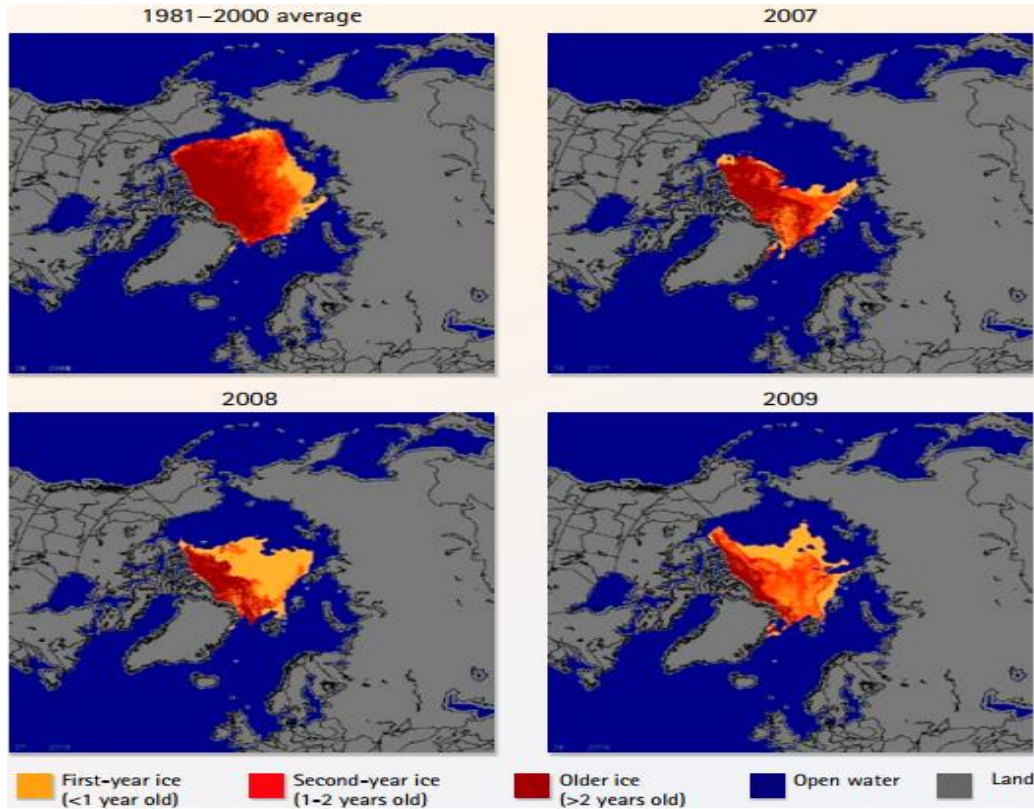 1981–2000 average
2007
2008
2009
First-year ice
(<1 year old)
Second-year ice
(1-2 years old)
Older ice
(>2 years old)
Open water
Land